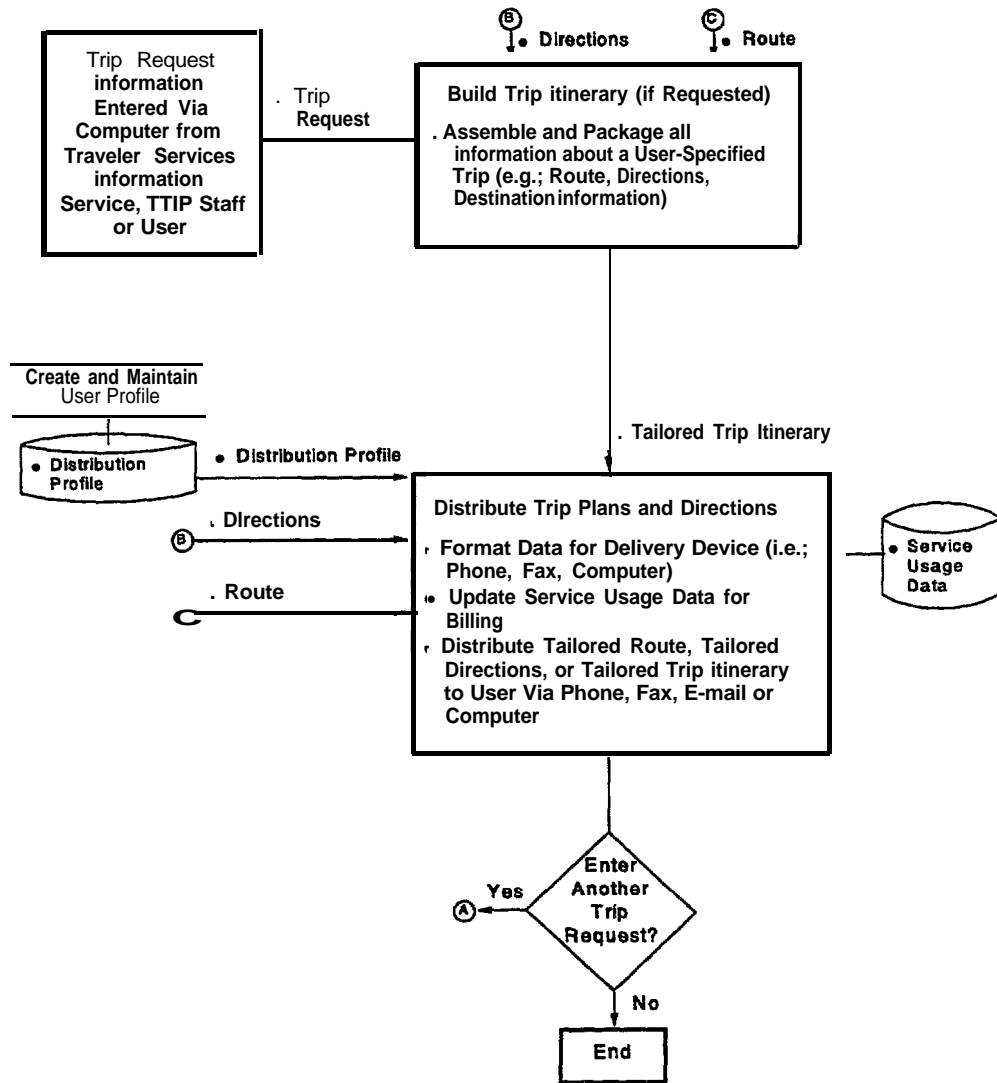 B
• Directions
C
• Route
Trip Request
information
Entered Via
Computer from
Traveler Services
information
Service, TTIP Staff
or User
. Trip
Request
Build Trip itinerary (if Requested)
. Assemble and Package all
information about a User-Specified
Trip (e.g.; Route, Directions,
Destinationinformation)
Create and Maintain
User Profile
• Distribution
Profile
• Distribution Profile
. Tailored Trip Itinerary
. DIrections
B
. Route
C
Distribute Trip Plans and Directions
r Format Data for Delivery Device (i.e.;
Phone, Fax, Computer)
• Update Service Usage Data for
Billing
r Distribute Tailored Route, Tailored
Directions, or Tailored Trip itinerary
to User Via Phone, Fax, E-mail or
Computer
• Service
Usage
Data
Enter
Another
Trip
Request?
Yes
A
No
End